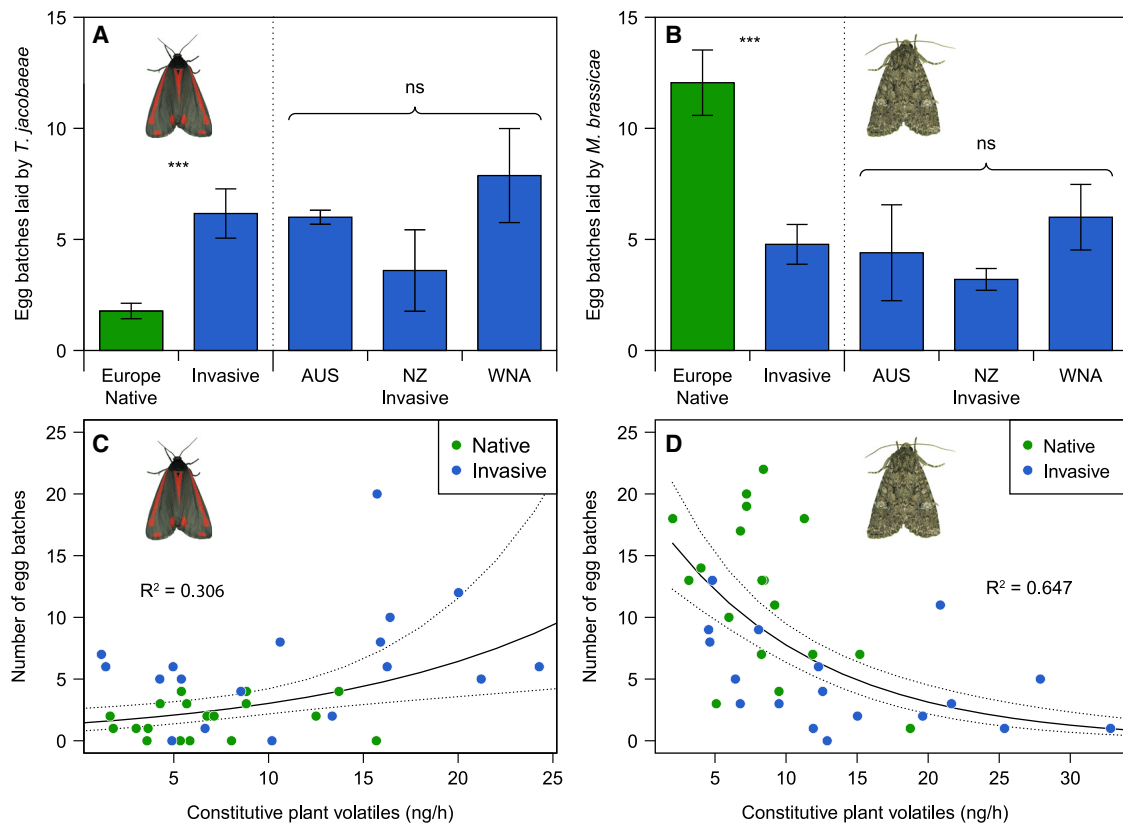 A
Egg batches laid by T. jacobaeae
15
10
5
0
***
ns
Europe Native
Invasive
AUS
NZ
WNA
Invasive
B
Egg batches laid by M. brassicae
15
10
5
0
***
ns
Europe Native
Invasive
AUS
NZ
WNA
Invasive
C
Number of egg batches
25
20
15
10
5
0
Native
Invasive
R² = 0.306
5 10 15 20 25
Constitutive plant volatiles (ng/h)
D
Number of egg batches
25
20
15
10
5
0
Native
Invasive
R² = 0.647
5 10 15 20 25 30
Constitutive plant volatiles (ng/h)